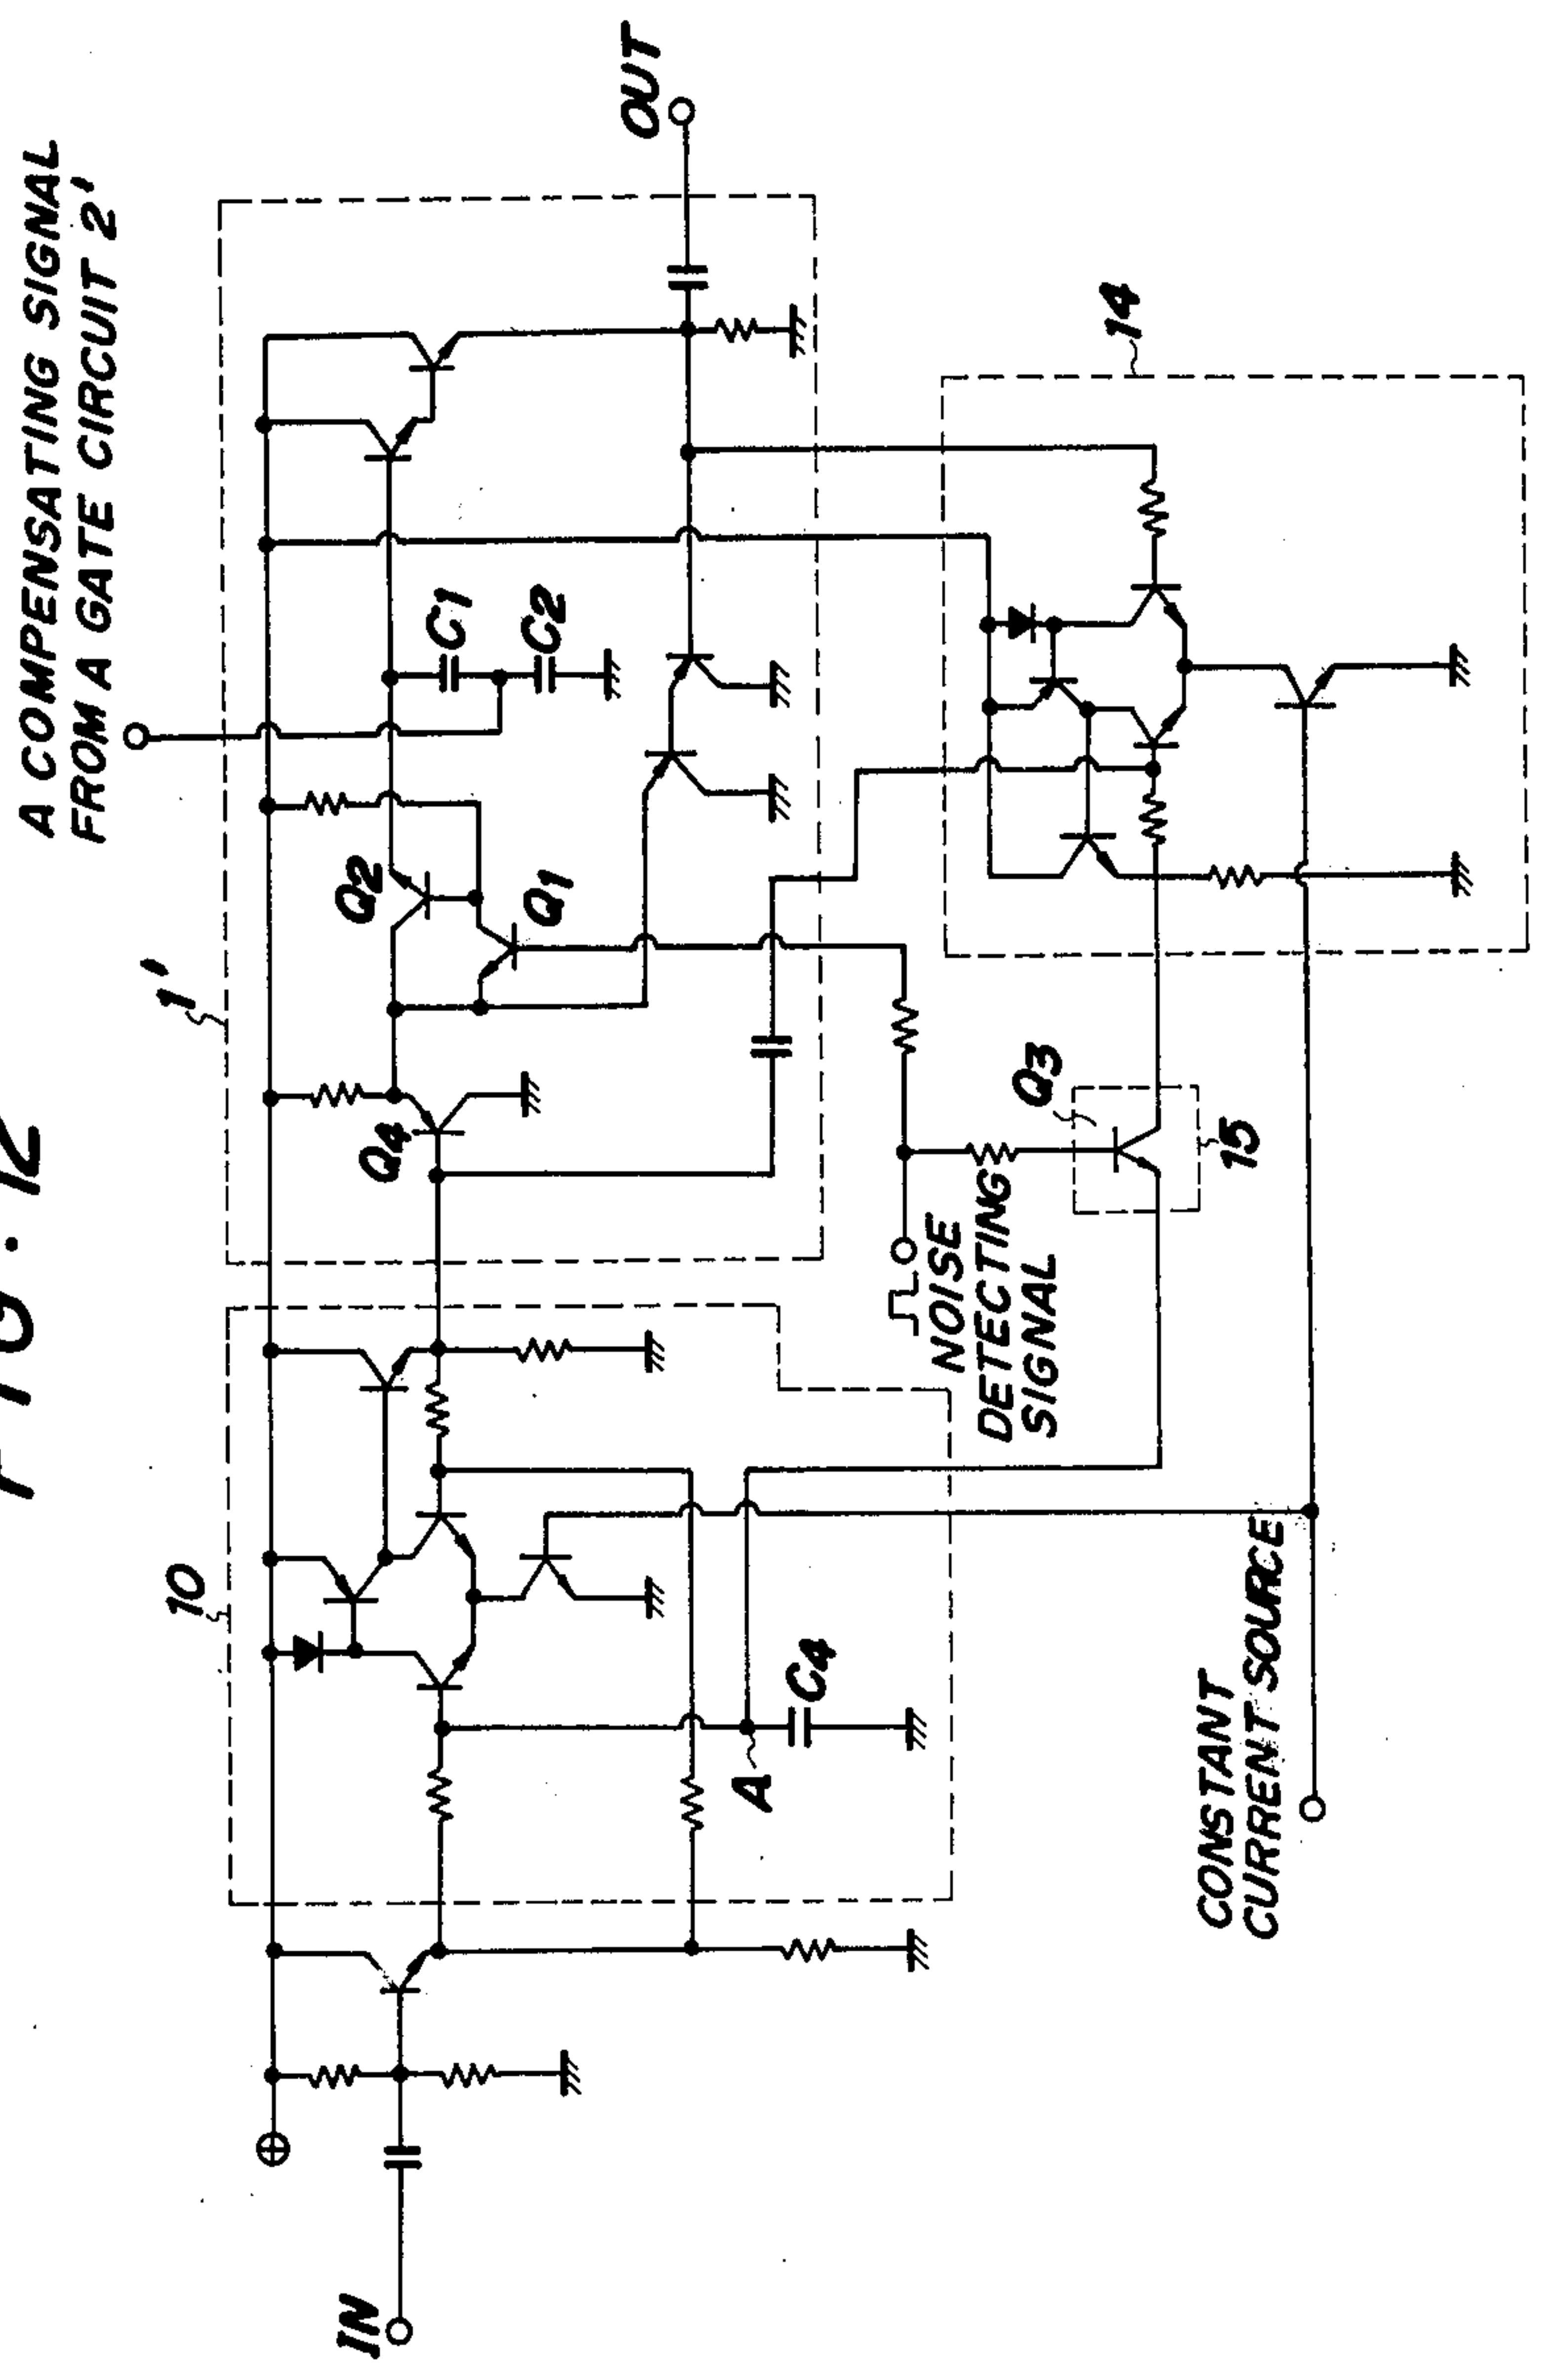 FIG. 12
A COMPENSATING SIGNAL
FROM A GATE CIRCUIT 2'
1'
10
Q4
Q2
Q1
C1
C2
OUT
IN
A
C4
NOISE
DETECTING
SIGNAL
Q3
15
14
CONSTANT
CURRENT SOURCE